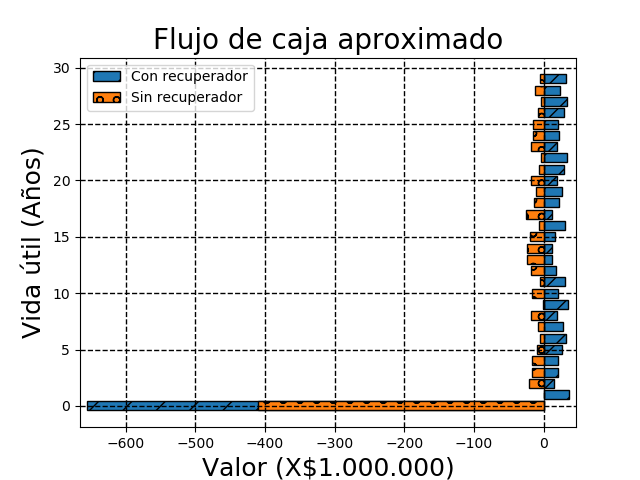 Flujo de caja aproximado
Con recuperador
Sin recuperador
30
25
20
15
10
5
0
Vida útil (Años)
−600
−500
−400
−300
−200
−100
0
Valor (X$1.000.000)